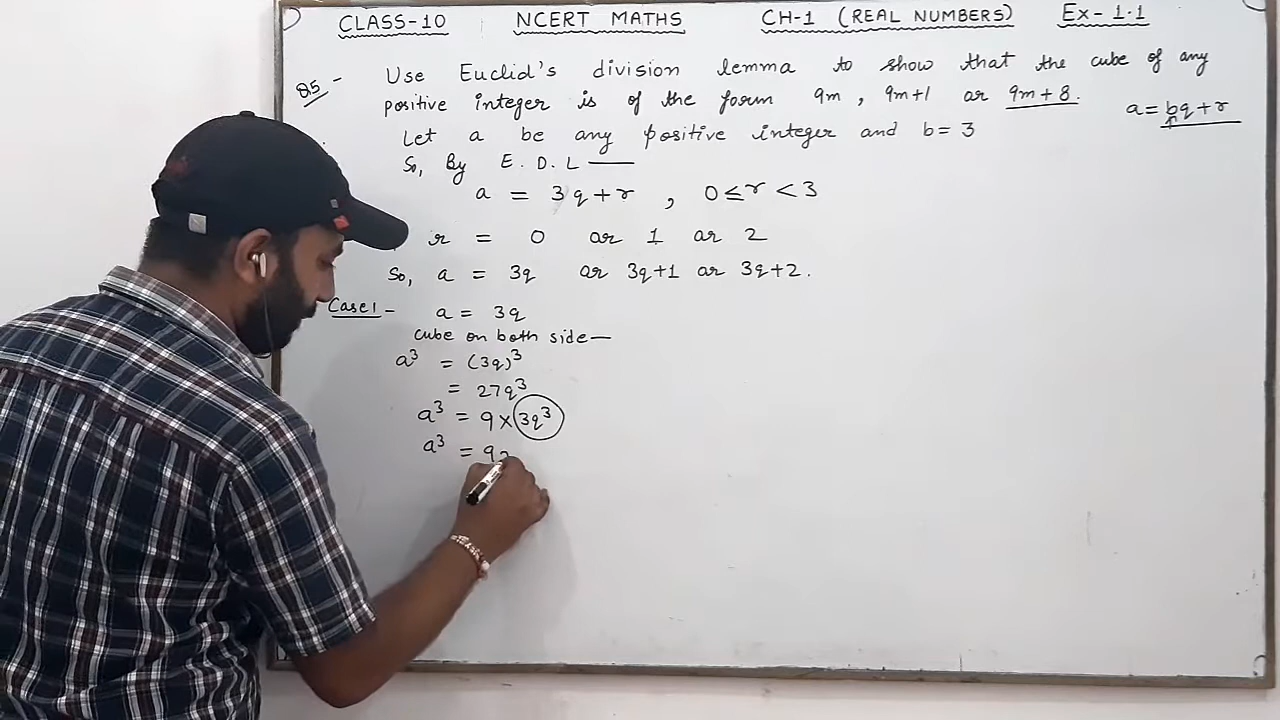 CLASS-10 NCERT MATHS CH-1 (REAL NUMBERS) Ex-1.1
Q5- Use Euclid's division lemma to show that the cube of any
positive integer is of the form 9m, 9m+1 or 9m+8.
a=bq+r
Let a be any positive integer and b=3
So, By E.D.L—
a = 3q+r , 0≤r<3
r = 0 or 1 or 2
So, a = 3q or 3q+1 or 3q+2.
Case1- a = 3q
cube on both side—
a³ = (3q)³
= 27q³
a³ = 9×3q³
a³ = 9